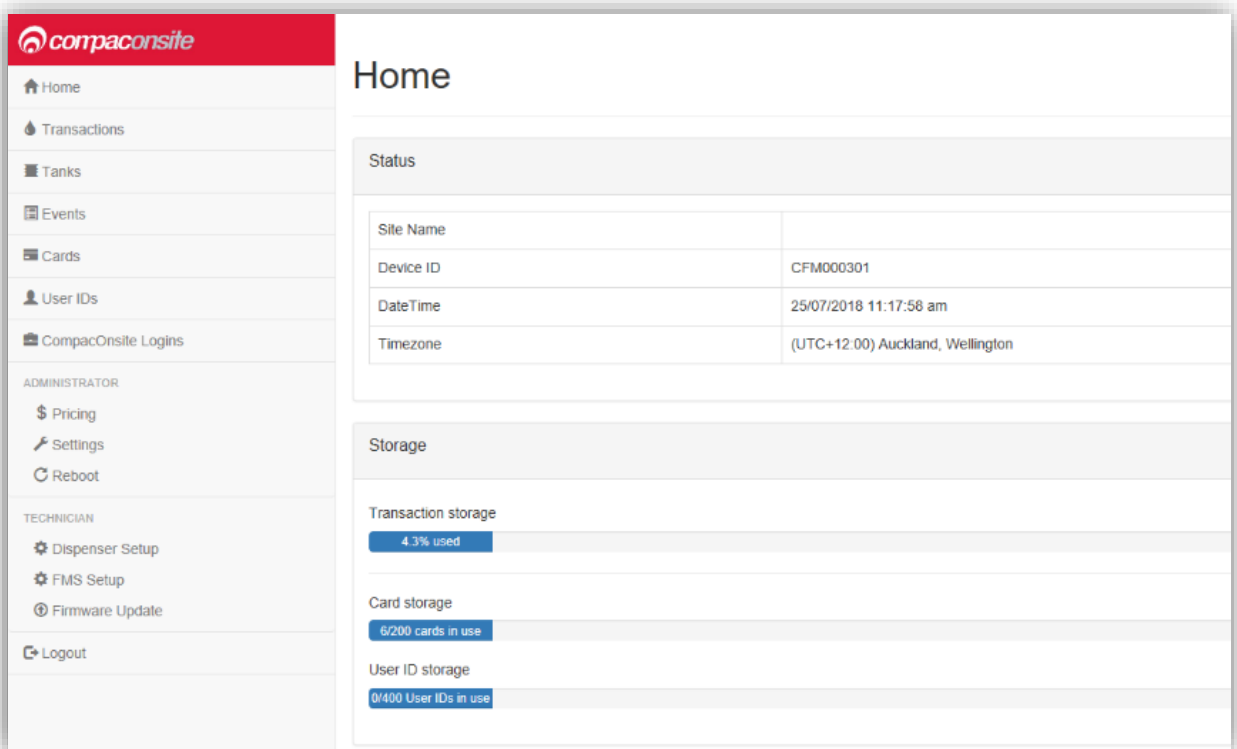 compaconsite
Home
Transactions
Tanks
Events
Cards
User IDs
CompacOnsite Logins
ADMINISTRATOR
$ Pricing
Settings
Reboot
TECHNICIAN
Dispenser Setup
FMS Setup
Firmware Update
Logout
Home
Status
Site Name
Device ID CFM000301
DateTime 25/07/2018 11:17:58 am
Timezone (UTC+12:00) Auckland, Wellington
Storage
Transaction storage
4.3% used
Card storage
6/200 cards in use
User ID storage
0/400 User IDs in use